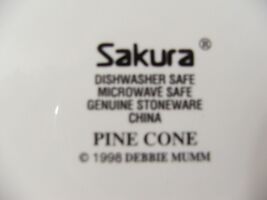 Sakura®
DISHWASHER SAFE
MICROWAVE SAFE
GENUINE STONEWARE
CHINA
PINE CONE
© 1998 DEBBIE MUMM